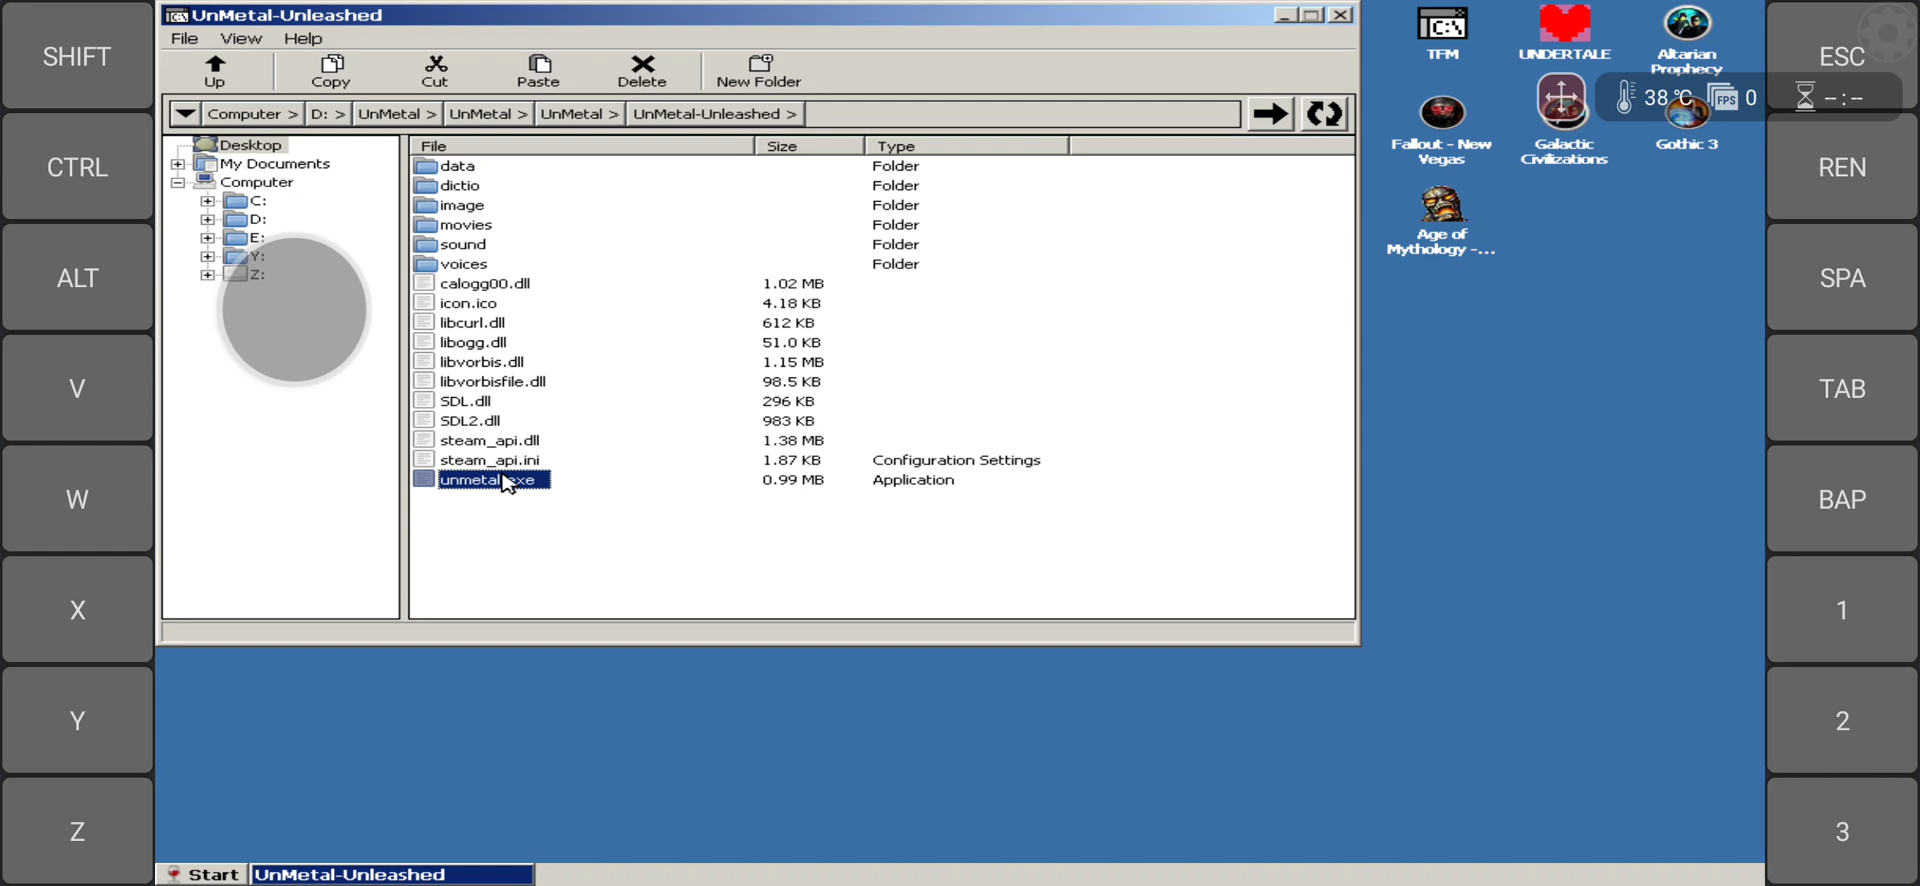 SHIFT
CTRL
ALT
V
W
X
Y
Z
UnMetal-Unleashed
File View Help
Up Copy Cut Paste Delete New Folder
Computer > D: > UnMetal > UnMetal > UnMetal > UnMetal-Unleashed >
Desktop
My Documents
Computer
C:
D:
E:
Y:
Z:
File Size Type
data Folder
dictio Folder
image Folder
movies Folder
sound Folder
voices Folder
calogg00.dll 1.02 MB
icon.ico 4.18 KB
libcurl.dll 612 KB
libogg.dll 51.0 KB
libvorbis.dll 1.15 MB
libvorbisfile.dll 98.5 KB
SDL.dll 296 KB
SDL2.dll 983 KB
steam_api.dll 1.38 MB
steam_api.ini 1.87 KB Configuration Settings
unmetal.exe 0.99 MB Application
TFM
UNDERTALE
Altarian
Prophecy
38 ℃ FPS 0 --:--
Fallout - New
Vegas
Galactic
Civilizations
Gothic 3
Age of
Mythology -...
ESC
REN
SPA
TAB
BAP
1
2
3
Start UnMetal-Unleashed